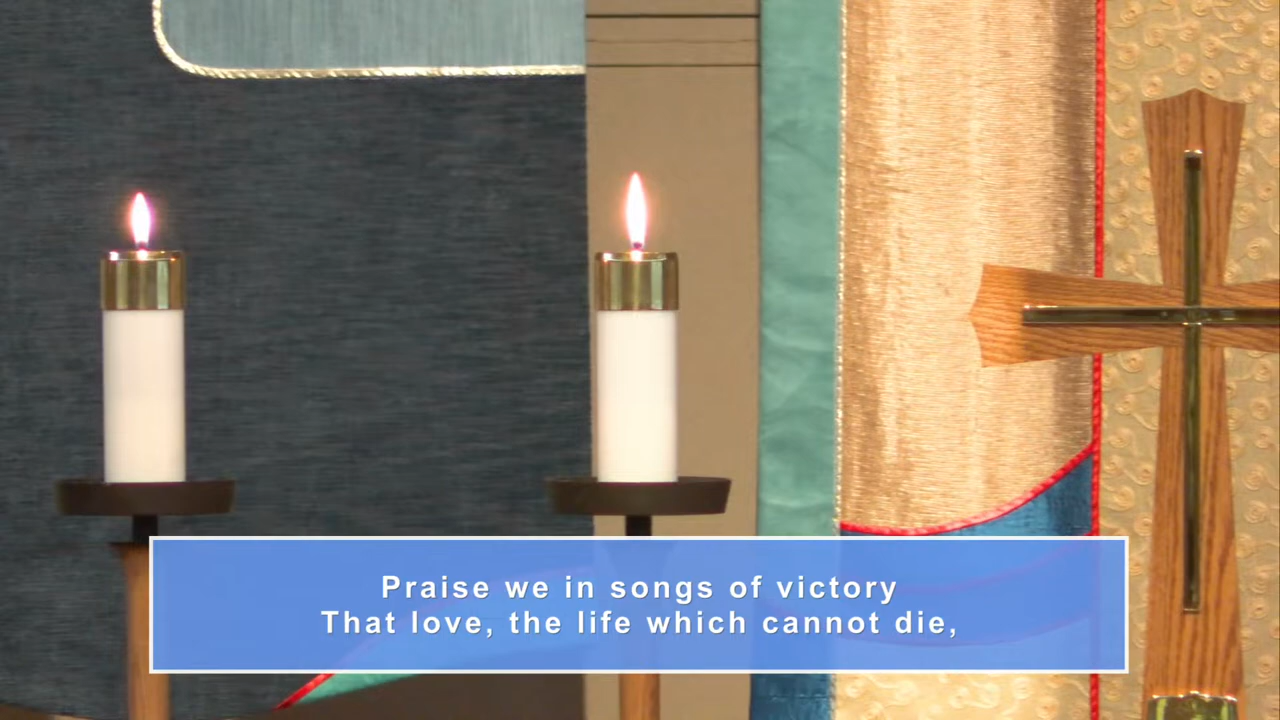 Praise we in songs of victory
That love, the life which cannot die,